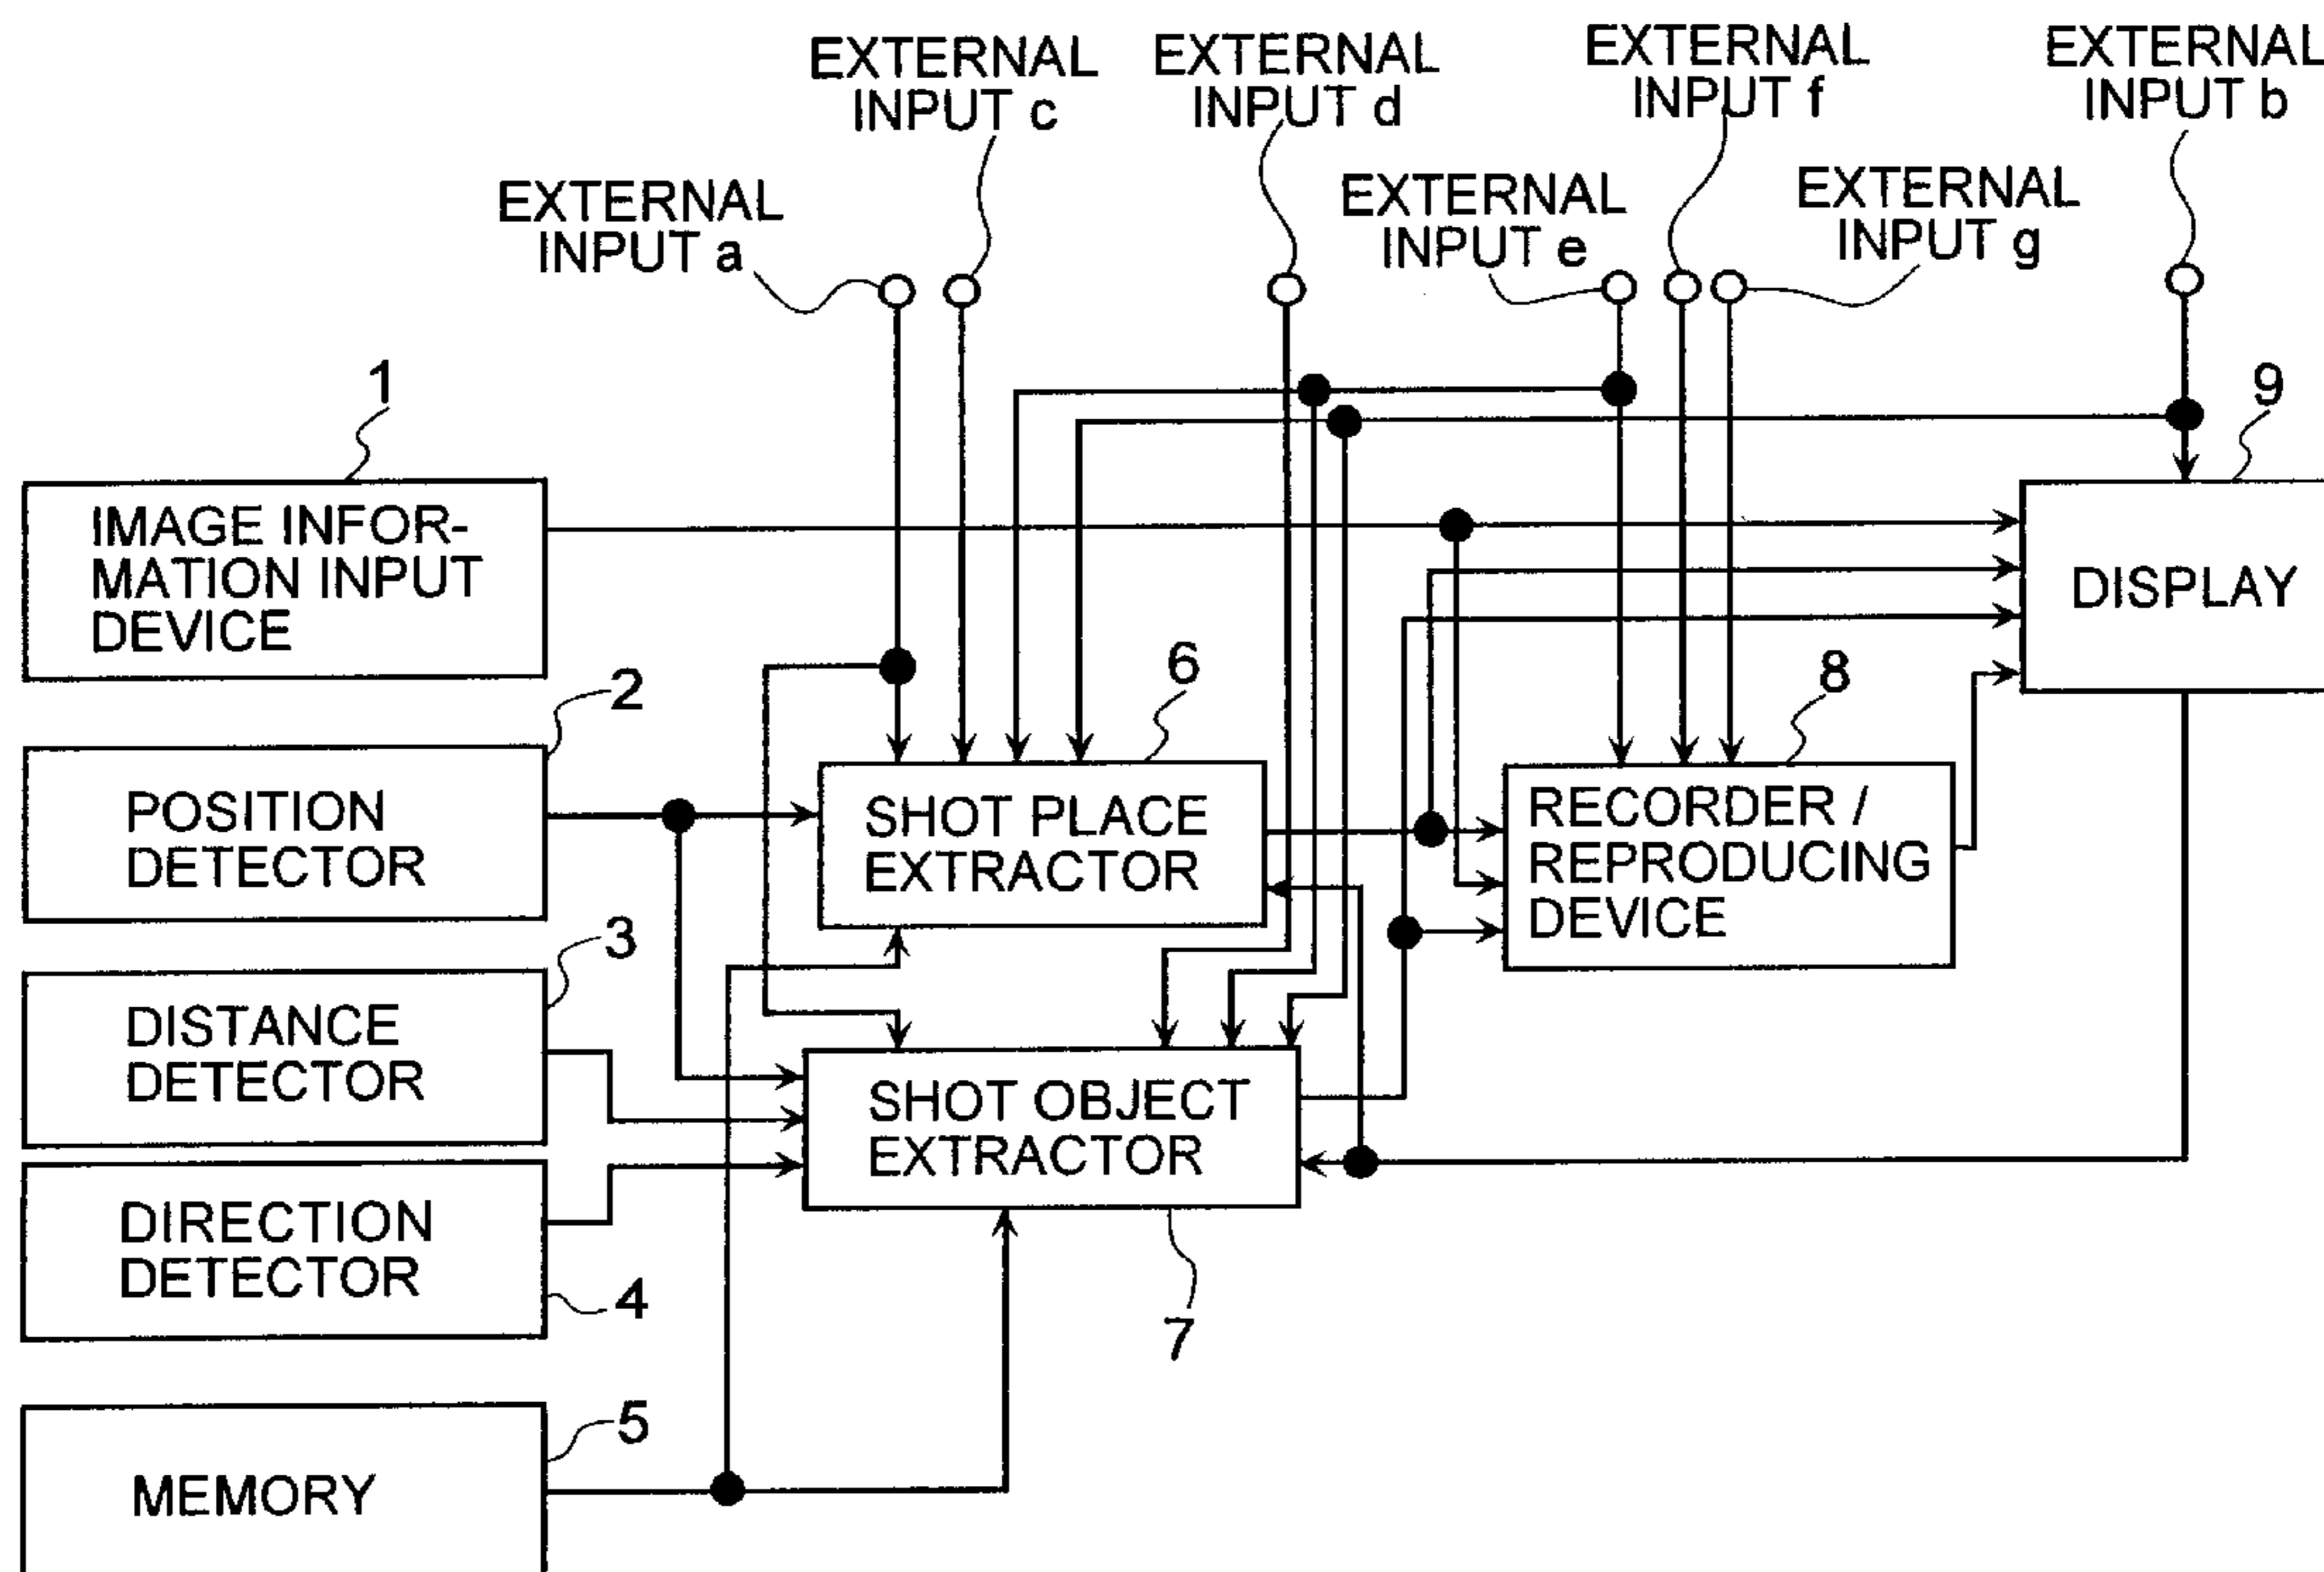 EXTERNAL
INPUT c
EXTERNAL
INPUT d
EXTERNAL
INPUT f
EXTERNAL
INPUT b
EXTERNAL
INPUT a
EXTERNAL
INPUT e
EXTERNAL
INPUT g
1
IMAGE INFOR-
MATION INPUT
DEVICE
9
DISPLAY
2
POSITION
DETECTOR
6
SHOT PLACE
EXTRACTOR
8
RECORDER /
REPRODUCING
DEVICE
3
DISTANCE
DETECTOR
SHOT OBJECT
EXTRACTOR
7
DIRECTION
DETECTOR
4
5
MEMORY